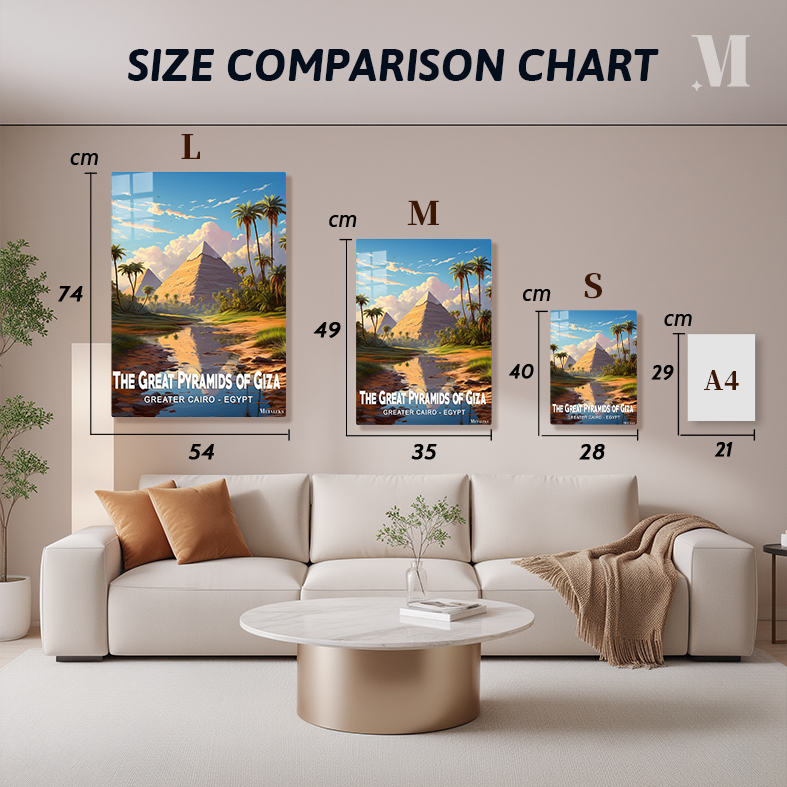 SIZE COMPARISON CHART
M
L
cm
74
54
THE GREAT PYRAMIDS OF GIZA
GREATER CAIRO - EGYPT
M
cm
49
35
THE GREAT PYRAMIDS OF GIZA
GREATER CAIRO - EGYPT
S
cm
40
28
THE GREAT PYRAMIDS OF GIZA
GREATER CAIRO - EGYPT
cm
29
A4
21